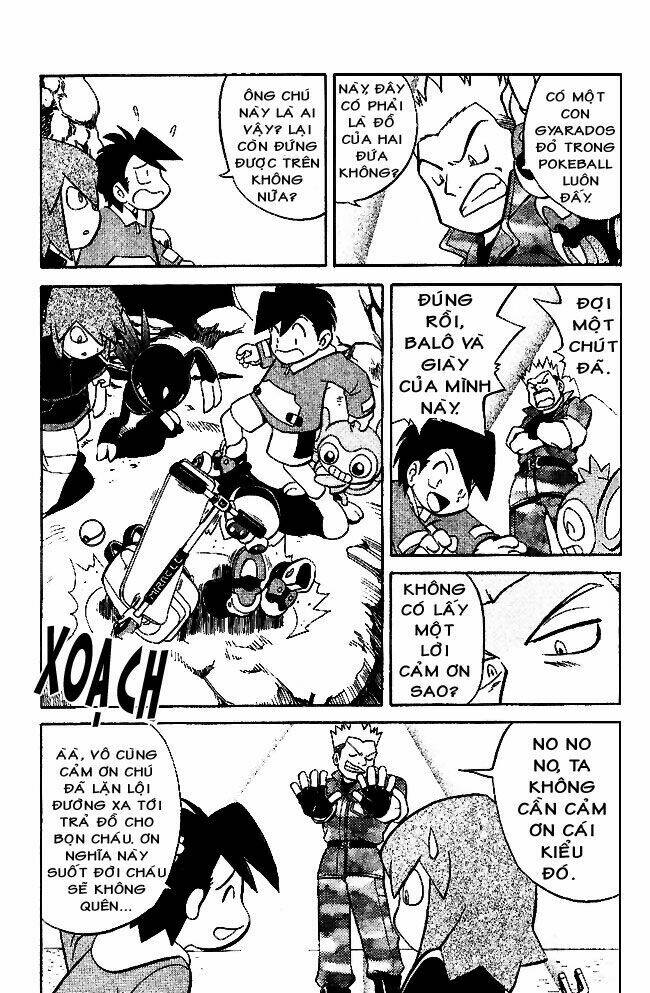 CÓ MỘT
CON
GYARADOS
ĐỎ TRONG
POKEBALL
LUÔN
ĐẤY.
NÀY, ĐÂY
CÓ PHẢI
LÀ ĐỒ
CỦA HAI
ĐỨA
KHÔNG?
ÔNG CHÚ
NÀY LÀ AI
VẬY? LẠI
CÒN ĐỨNG
ĐƯỢC TRÊN
KHÔNG
NỮA?
ĐỢI
MỘT
CHÚT
ĐÃ.
ĐÚNG
RỒI,
BALÔ VÀ
GIÀY
CỦA MÌNH
NÀY.
XOẠCH
KHÔNG
CÓ LẤY
MỘT
LỜI
CẢM ƠN
SAO?
NO NO
NO, TA
KHÔNG
CẦN CẢM
ƠN CÁI
KIỂU
ĐÓ.
ÀÀ, VÔ CÙNG
CẢM ƠN CHÚ
ĐÃ LẶN LỘI
ĐƯỜNG XA TỚI
TRẢ ĐỒ CHO
BỌN CHÁU. ƠN
NGHĨA NÀY
SUỐT ĐỜI CHÁU
SẼ KHÔNG
QUÊN...